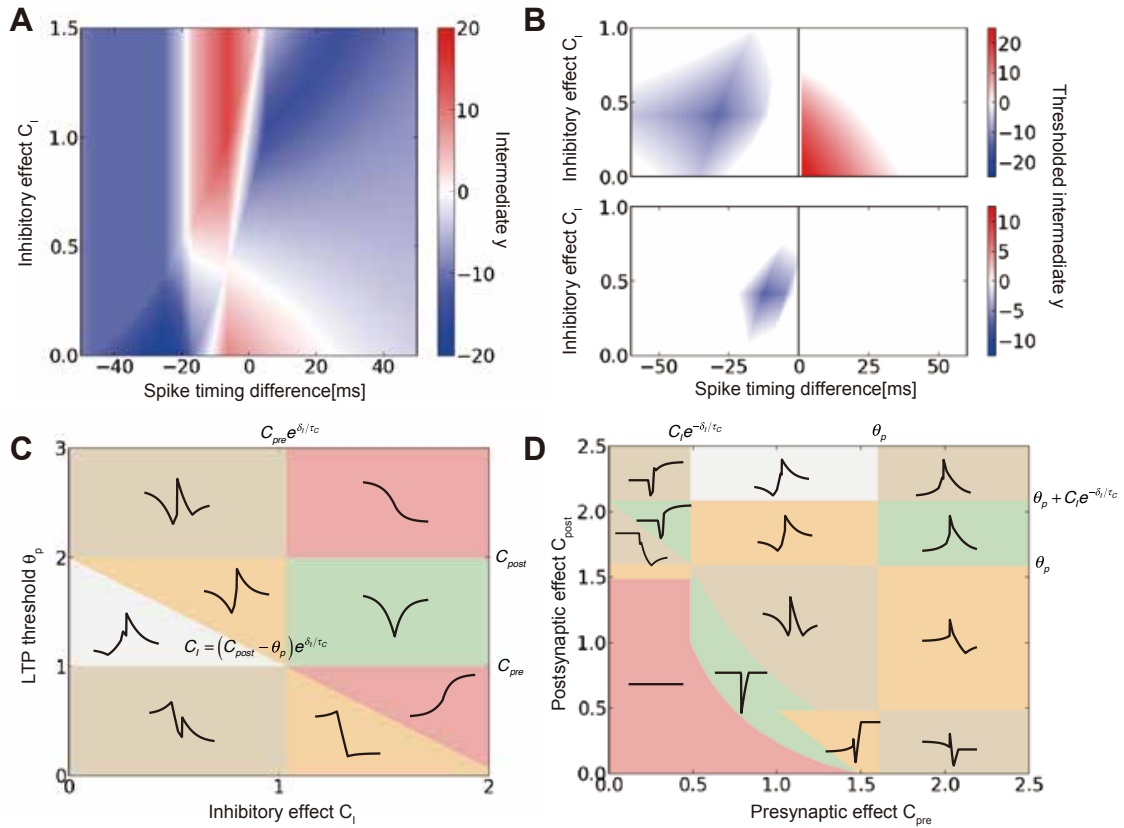 A
1.5
1.0
0.5
0.0
Inhibitory effect C_I
−40 −20 0 20 40
Spike timing difference[ms]
20
10
0
−10
−20
Intermediate y
B
1.0
0.5
0.0
Inhibitory effect C_I
20
10
0
−10
−20
1.0
0.5
0.0
Inhibitory effect C_I
−50 −25 0 25 50
Spike timing difference[ms]
10
5
0
−5
−10
Thresholded intermediate y
C
C_pre e^{δ_I/τ_C}
3
2
1
0
LTP threshold θ_p
C_post
C_I = (C_post − θ_p) e^{δ_I/τ_C}
C_pre
0 1 2
Inhibitory effect C_I
D
C_I e^{−δ_I/τ_C} θ_p
2.5
2.0
1.5
1.0
0.5
0.0
Postsynaptic effect C_post
θ_p + C_I e^{−δ_I/τ_C}
θ_p
0.0 0.5 1.0 1.5 2.0 2.5
Presynaptic effect C_pre